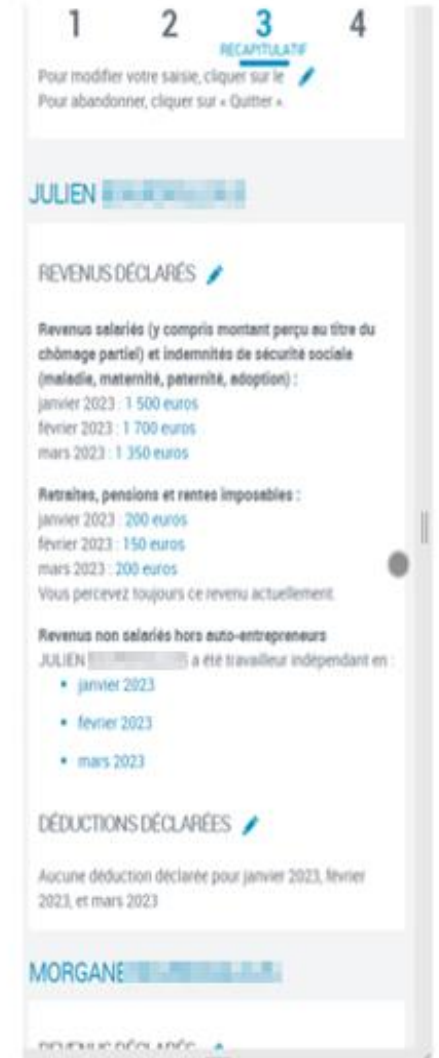 1 2 3 4
RECAPITULATIF
Pour modifier votre saisie, cliquer sur le
Pour abandonner, cliquer sur « Quitter ».
JULIEN
REVENUS DÉCLARÉS
Revenus salariés (y compris montant perçu au titre du
chômage partiel) et indemnités de sécurité sociale
(maladie, maternité, paternité, adoption) :
janvier 2023 : 1 500 euros
février 2023 : 1 700 euros
mars 2023 : 1 350 euros
Retraites, pensions et rentes imposables :
janvier 2023 : 200 euros
février 2023 : 150 euros
mars 2023 : 200 euros
Vous percevez toujours ce revenu actuellement.
Revenus non salariés hors auto-entrepreneurs
JULIEN a été travailleur indépendant en :
• janvier 2023
• février 2023
• mars 2023
DÉDUCTIONS DÉCLARÉES
Aucune déduction déclarée pour janvier 2023, février
2023, et mars 2023
MORGANE
REVENUS DÉCLARÉS